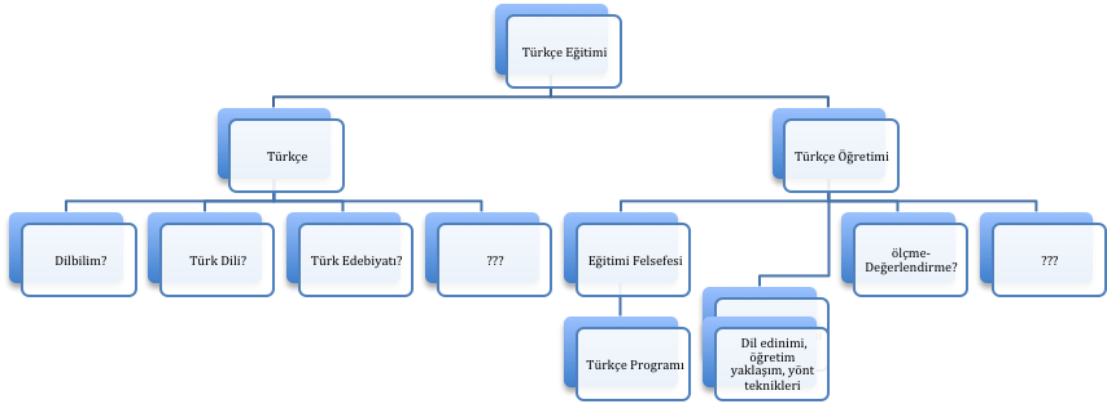 Türkçe Eğitimi
Türkçe
Türkçe Öğretimi
Dilbilim?
Türk Dili?
Türk Edebiyatı?
???
Eğitimi Felsefesi
ölçme-
Değerlendirme?
???
Türkçe Programı
Dil edinimi,
öğretim
yaklaşım, yönt
teknikleri